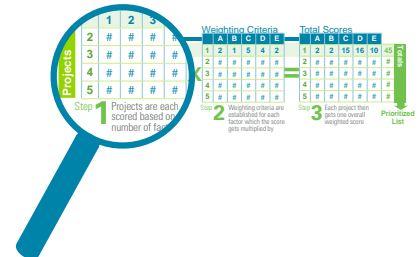 1 2 3
2 # # #
3 # # #
4 # # #
5 # # #
Projects
Step 1 Projects are each
scored based on
number of
Weighting Criteria
A B C D E
1 2 1 5 4 2
2 # # # # #
3 # # # # #
4 # # # # #
5 # # # # #
Step 2 Weighting criteria are
established for each
factor which the score
gets multiplied by
=
Total Scores
A B C D E
1 2 2 15 16 10 45
2 # # # # # #
3 # # # # # #
4 # # # # # #
5 # # # # # #
Totals
Step 3 Each project then
gets one overall
weighted score
Prioritized
List